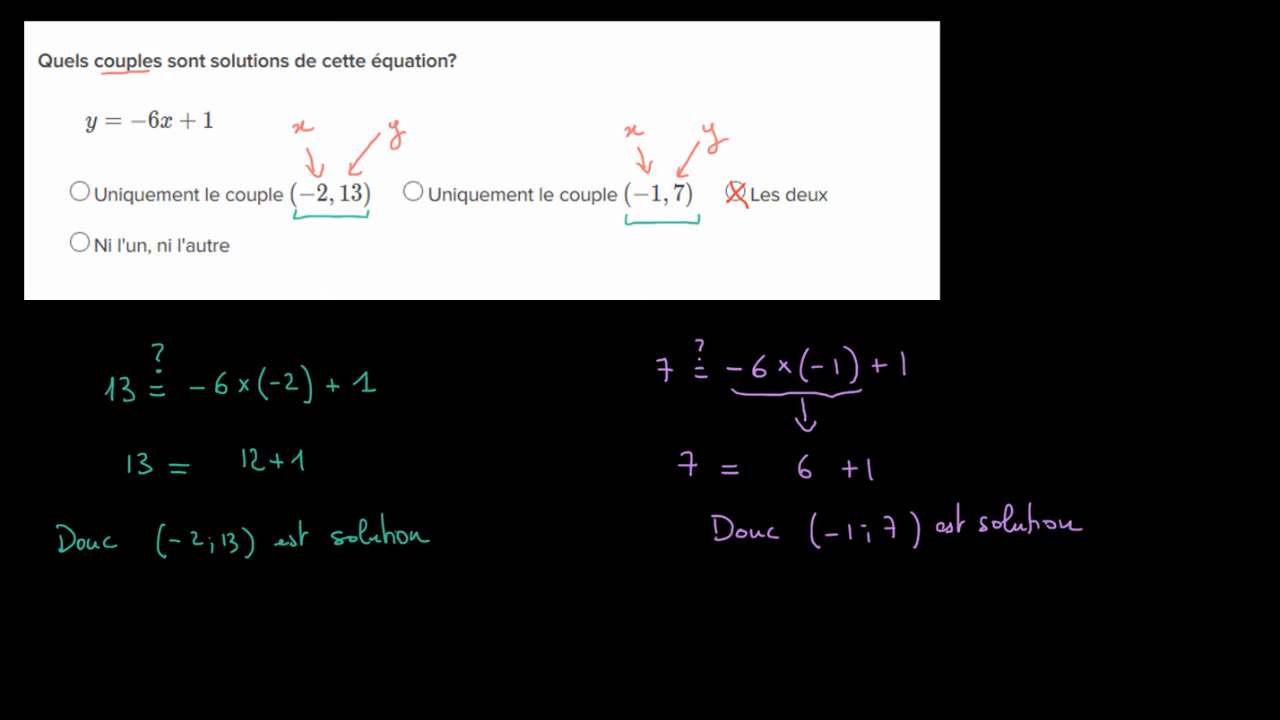 Quels couples sont solutions de cette équation?
y = −6x + 1
x y x y
Uniquement le couple (−2, 13) Uniquement le couple (−1, 7) Les deux
Ni l'un, ni l'autre
?
13 = -6×(-2) + 1
13 = 12+1
Donc (-2;13) est solution
?
7 = -6×(-1) + 1
7 = 6 +1
Donc (-1;7) est solution